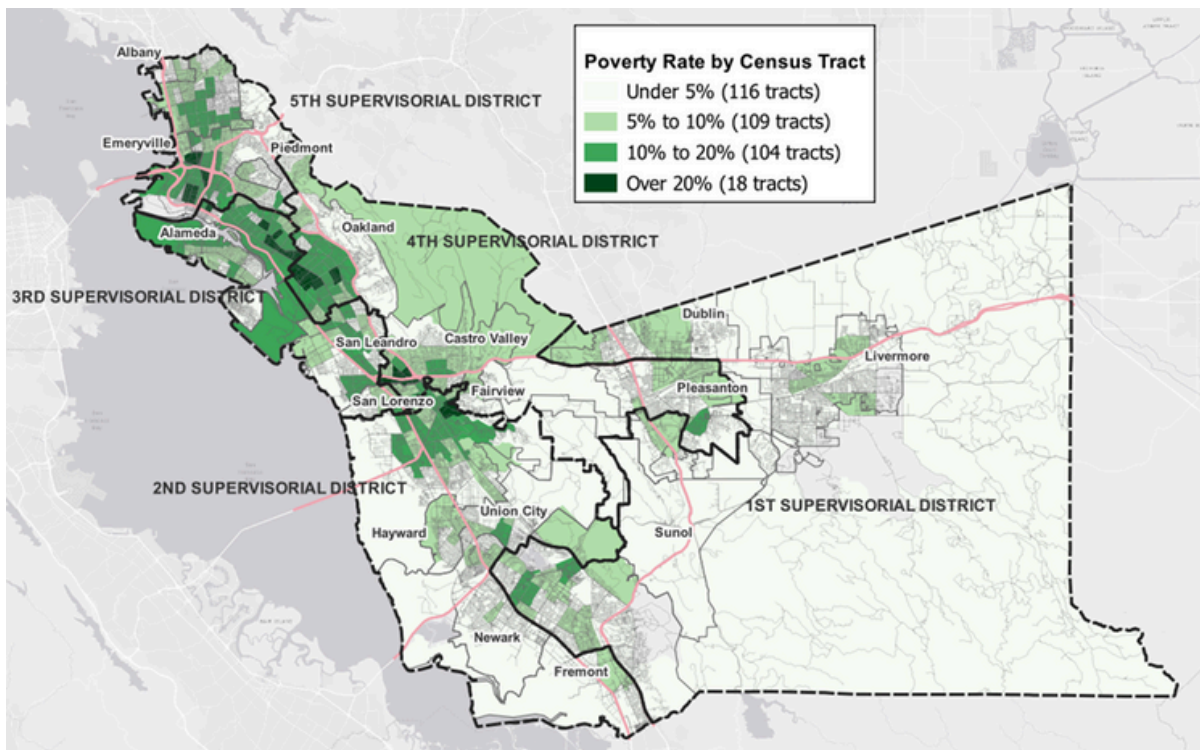 Albany
5TH SUPERVISORIAL DISTRICT
Emeryville
Piedmont
Poverty Rate by Census Tract
Under 5% (116 tracts)
5% to 10% (109 tracts)
10% to 20% (104 tracts)
Over 20% (18 tracts)
Alameda
Oakland
4TH SUPERVISORIAL DISTRICT
3RD SUPERVISORIAL DISTRICT
Dublin
San Leandro
Castro Valley
Livermore
Fairview
Pleasanton
San Lorenzo
2ND SUPERVISORIAL DISTRICT
1ST SUPERVISORIAL DISTRICT
Union City
Hayward
Sunol
Newark
Fremont